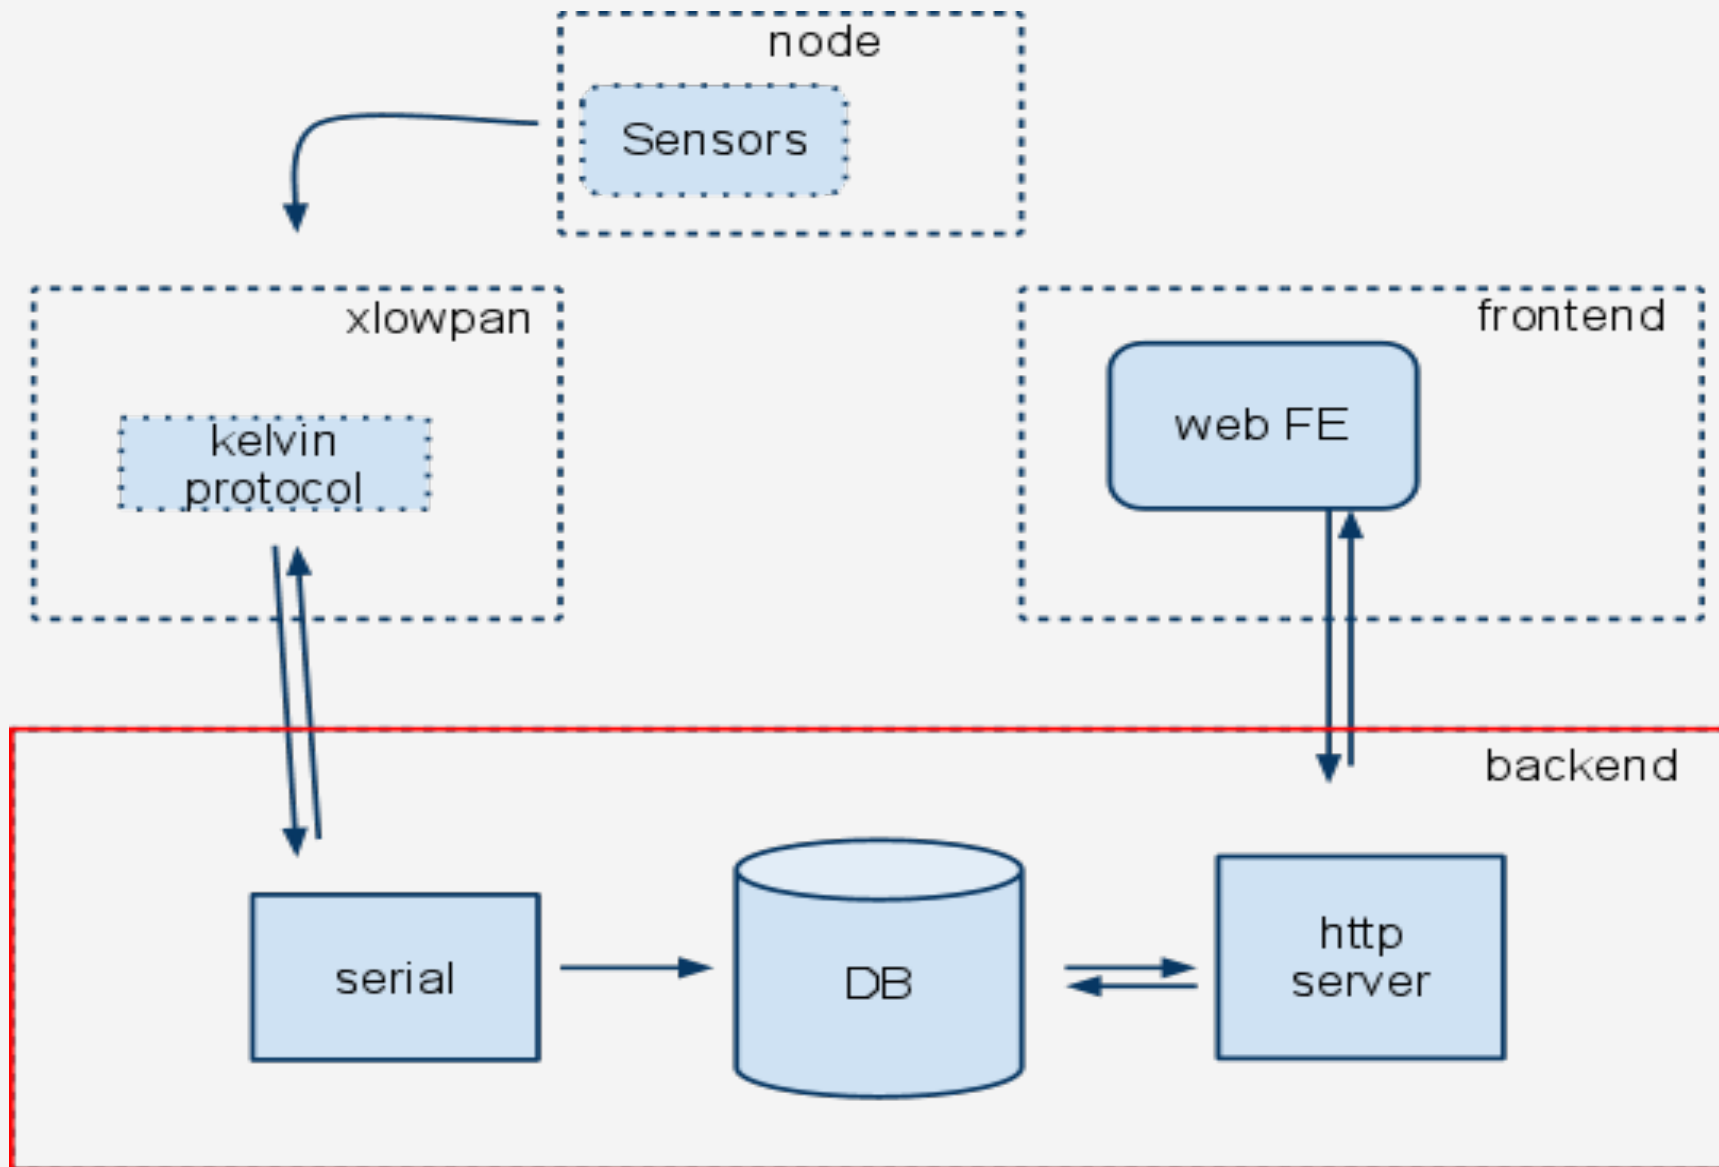 node
Sensors
xlowpan
kelvin
protocol
frontend
web FE
backend
serial
DB
http
server